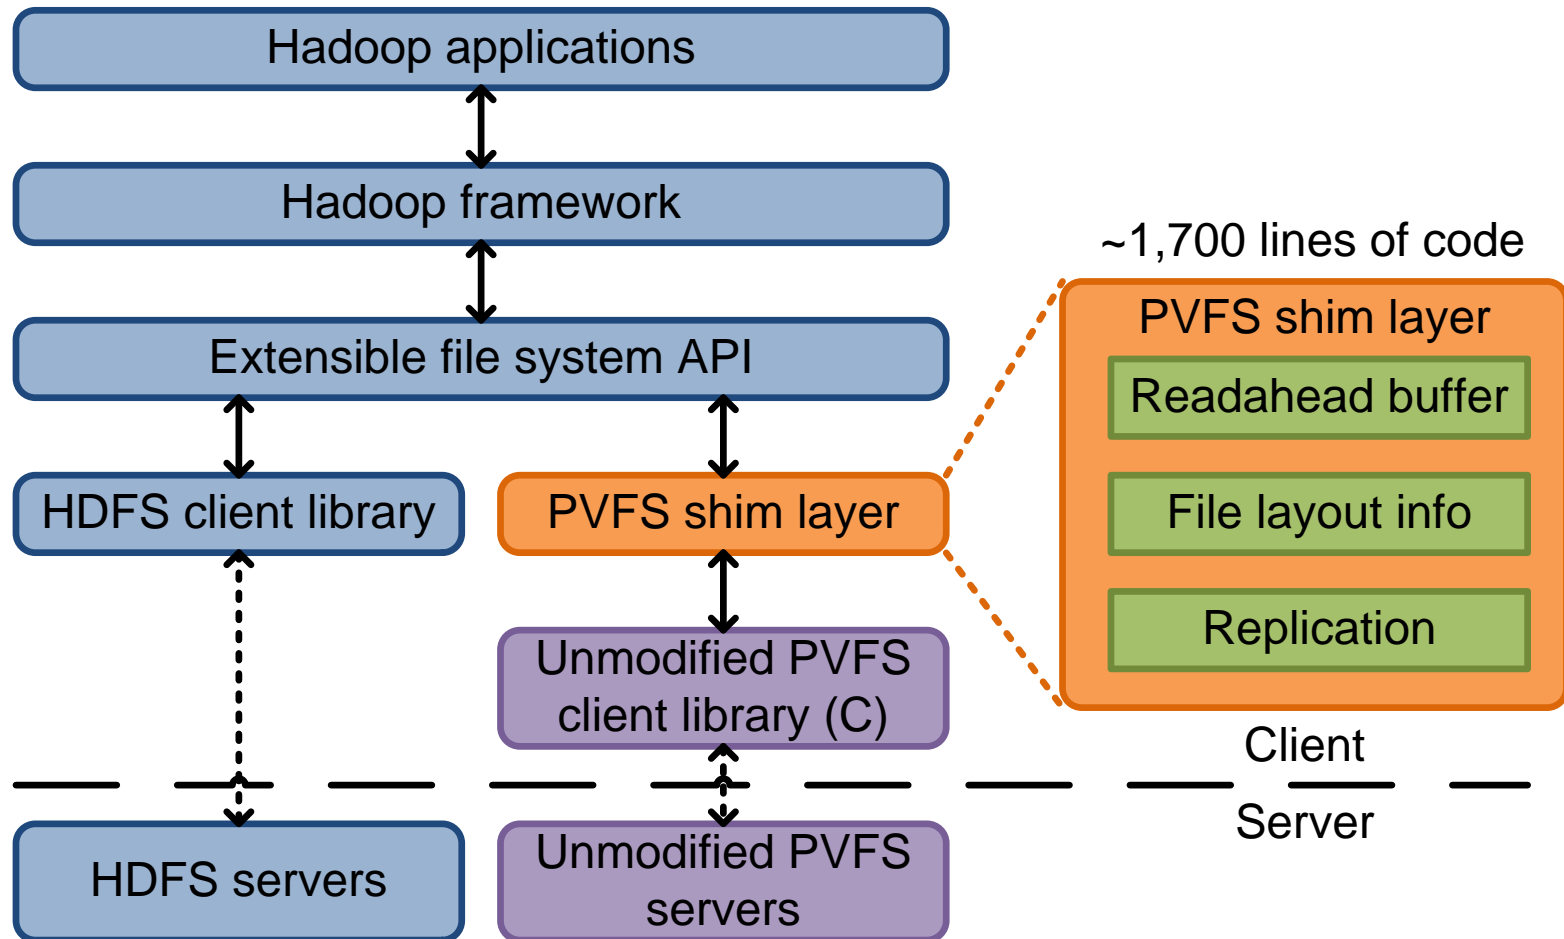 Hadoop applications
Hadoop framework
~1,700 lines of code
Extensible file system API
PVFS shim layer
Readahead buffer
File layout info
Replication
HDFS client library
PVFS shim layer
Unmodified PVFS
client library (C)
Client
Server
HDFS servers
Unmodified PVFS
servers